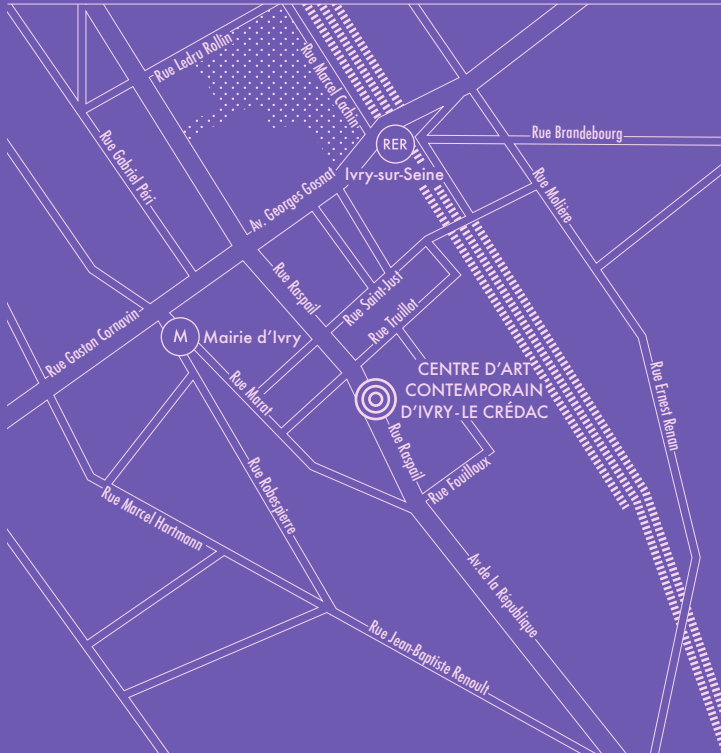 Rue Ledru Rollin
Rue Marcel Cachin
RER
Ivry-sur-Seine
Rue Brandebourg
Rue Gabriel Péri
Av. Georges Gosnat
Rue Molière
Rue Raspail
Rue Saint-Just
Rue Truillot
Rue Gaston Cornavin
M
Mairie d'Ivry
Rue Marat
CENTRE D'ART
CONTEMPORAIN
D'IVRY-LE CRÉDAC
Rue Ernest Renan
Rue Raspail
Rue Fouilloux
Rue Robespierre
Rue Marcel Hartmann
Av.de la République
Rue Jean-Baptiste Renoult